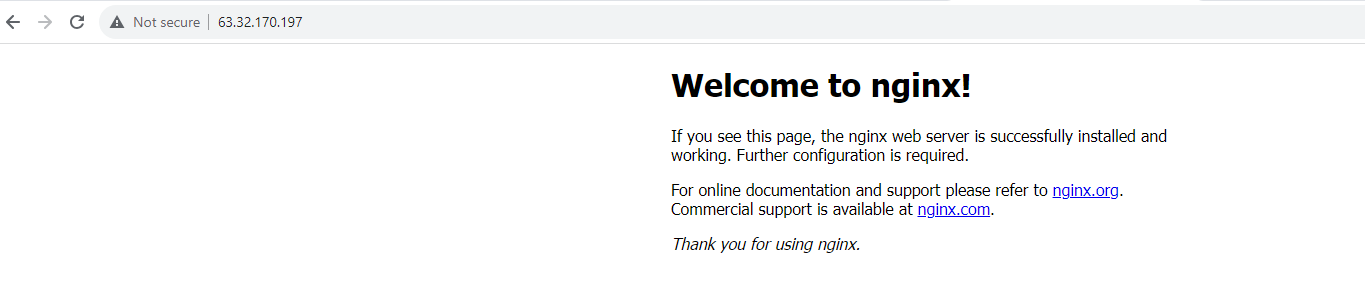 Not secure 63.32.170.197
Welcome to nginx!
If you see this page, the nginx web server is successfully installed and
working. Further configuration is required.
For online documentation and support please refer to nginx.org.
Commercial support is available at nginx.com.
Thank you for using nginx.